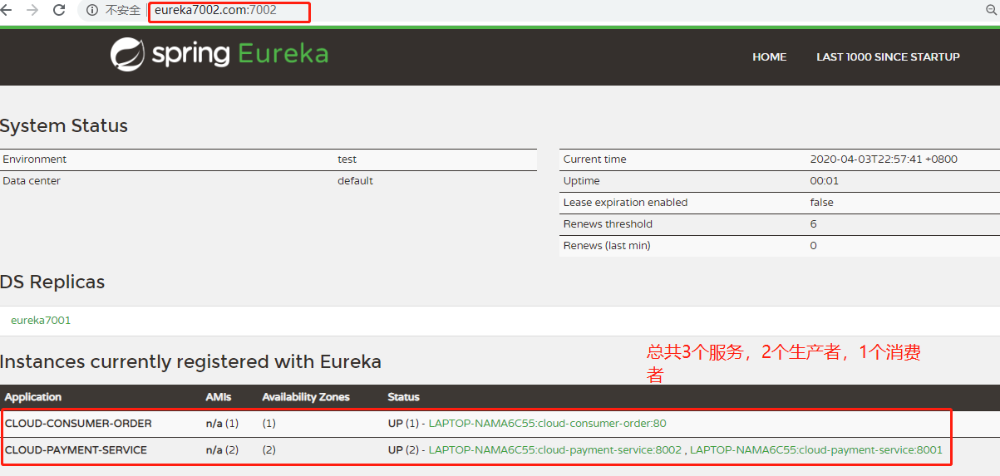 不安全 | eureka7002.com:7002
spring Eureka
HOME LAST 1000 SINCE STARTUP
System Status
Environment test
Data center default
Current time 2020-04-03T22:57:41 +0800
Uptime 00:01
Lease expiration enabled false
Renews threshold 6
Renews (last min) 0
DS Replicas
eureka7001
总共3个服务，2个生产者，1个消费
者
Instances currently registered with Eureka
Application AMIs Availability Zones Status
CLOUD-CONSUMER-ORDER n/a (1) (1) UP (1) - LAPTOP-NAMA6C55:cloud-consumer-order:80
CLOUD-PAYMENT-SERVICE n/a (2) (2) UP (2) - LAPTOP-NAMA6C55:cloud-payment-service:8002 , LAPTOP-NAMA6C55:cloud-payment-service:8001